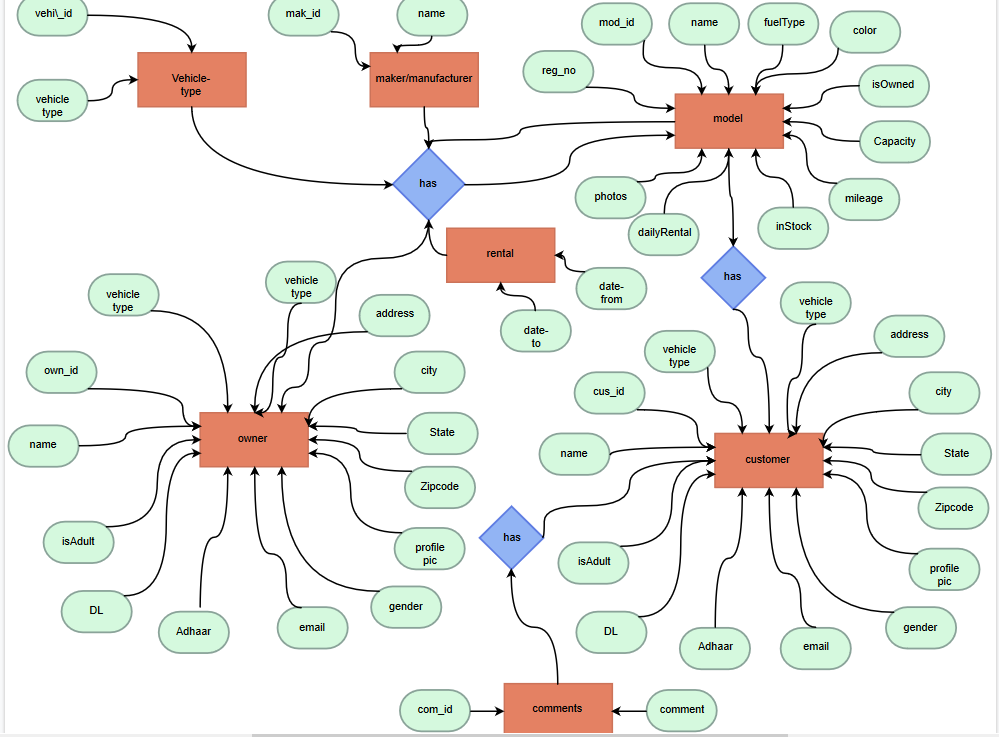 vehi\_id
mak_id
name
mod_id
name
fuelType
color
reg_no
isOwned
vehicle
type
Vehicle-
type
maker/manufacturer
model
Capacity
has
photos
dailyRental
inStock
mileage
rental
date-
from
date-
to
has
vehicle
type
vehicle
type
address
vehicle
type
address
own_id
city
vehicle
type
cus_id
city
name
owner
State
name
customer
State
Zipcode
Zipcode
isAdult
profile
pic
has
isAdult
profile
pic
DL
Adhaar
email
gender
DL
Adhaar
email
gender
com_id
comments
comment